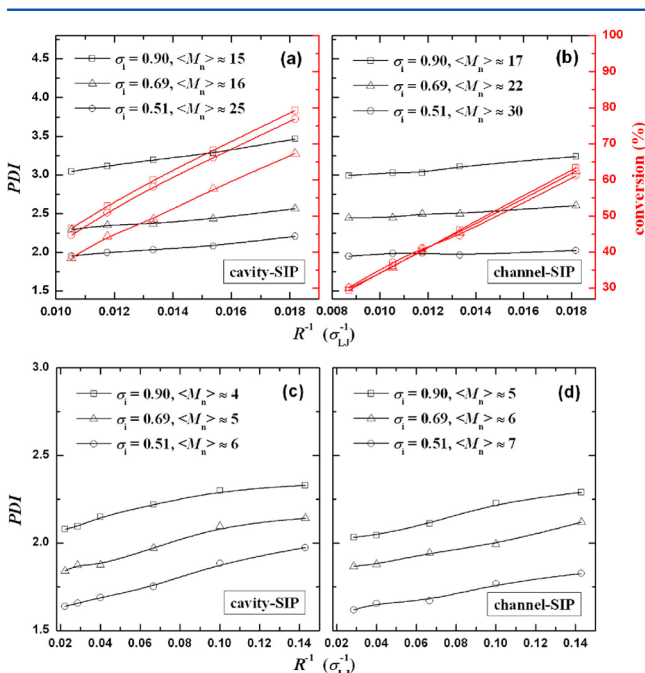 (a)
σi = 0.90, <Mn> ≈ 15
σi = 0.69, <Mn> ≈ 16
σi = 0.51, <Mn> ≈ 25
cavity-SIP
PDI
4.5
4.0
3.5
3.0
2.5
2.0
1.5
0.010 0.012 0.014 0.016 0.018
(b)
σi = 0.90, <Mn> ≈ 17
σi = 0.69, <Mn> ≈ 22
σi = 0.51, <Mn> ≈ 30
channel-SIP
0.008 0.010 0.012 0.014 0.016 0.018
100
90
80
70
60
50
40
30
conversion (%)
R⁻¹ (σLJ⁻¹)
(c)
σi = 0.90, <Mn> ≈ 4
σi = 0.69, <Mn> ≈ 5
σi = 0.51, <Mn> ≈ 6
cavity-SIP
PDI
3.0
2.5
2.0
1.5
0.02 0.04 0.06 0.08 0.10 0.12 0.14
(d)
σi = 0.90, <Mn> ≈ 5
σi = 0.69, <Mn> ≈ 6
σi = 0.51, <Mn> ≈ 7
channel-SIP
0.02 0.04 0.06 0.08 0.10 0.12 0.14
R⁻¹ (σLJ⁻¹)